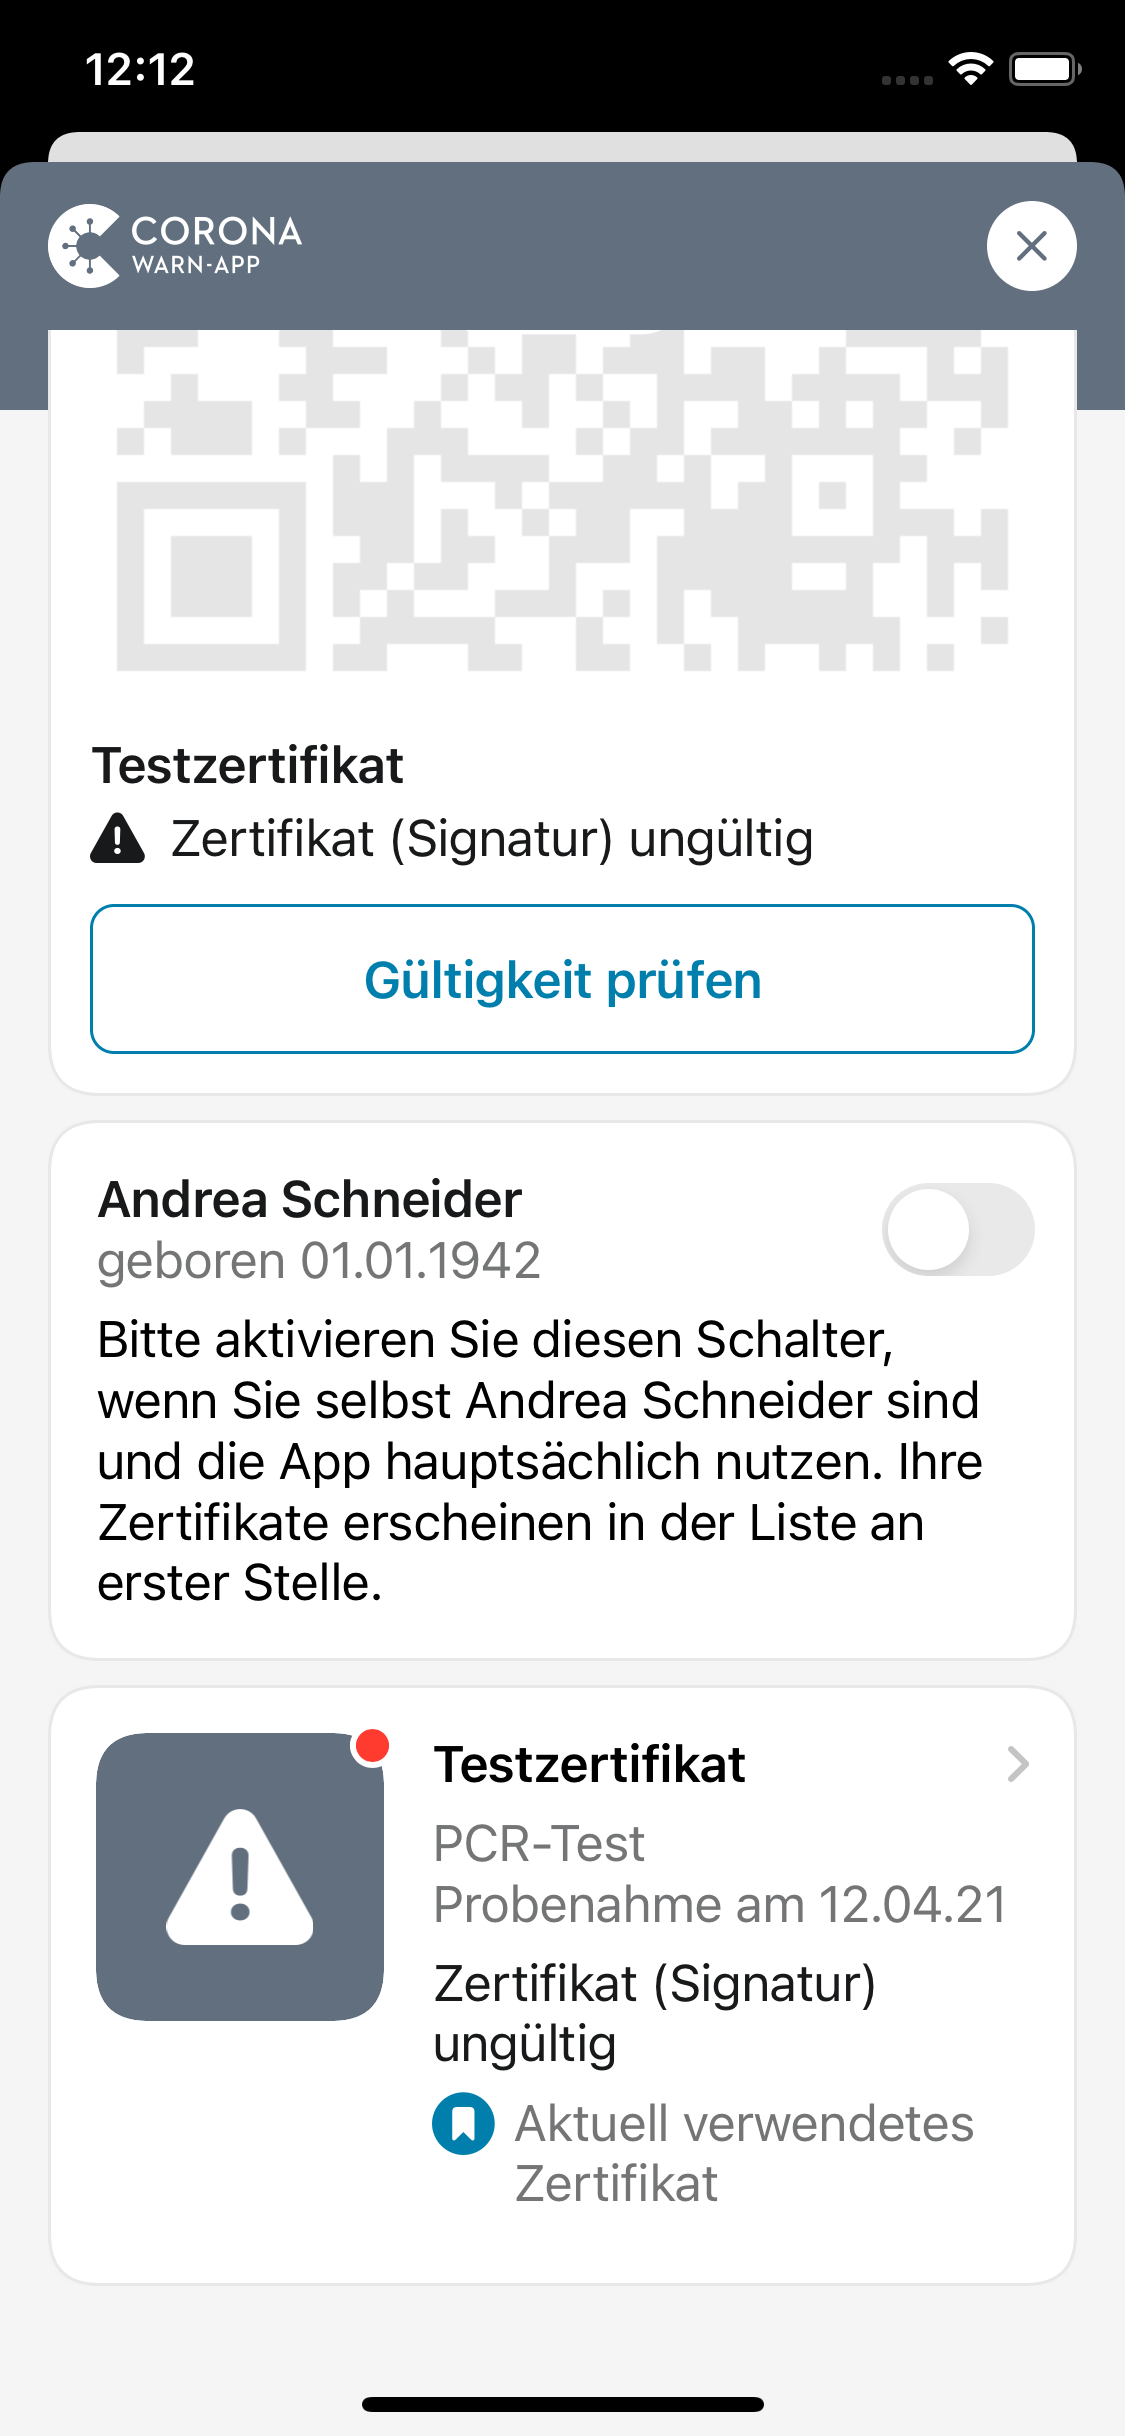 12:12
CORONA
WARN-APP
Testzertifikat
Zertifikat (Signatur) ungültig
Gültigkeit prüfen
Andrea Schneider
geboren 01.01.1942
Bitte aktivieren Sie diesen Schalter,
wenn Sie selbst Andrea Schneider sind
und die App hauptsächlich nutzen. Ihre
Zertifikate erscheinen in der Liste an
erster Stelle.
Testzertifikat
PCR-Test
Probenahme am 12.04.21
Zertifikat (Signatur)
ungültig
Aktuell verwendetes
Zertifikat